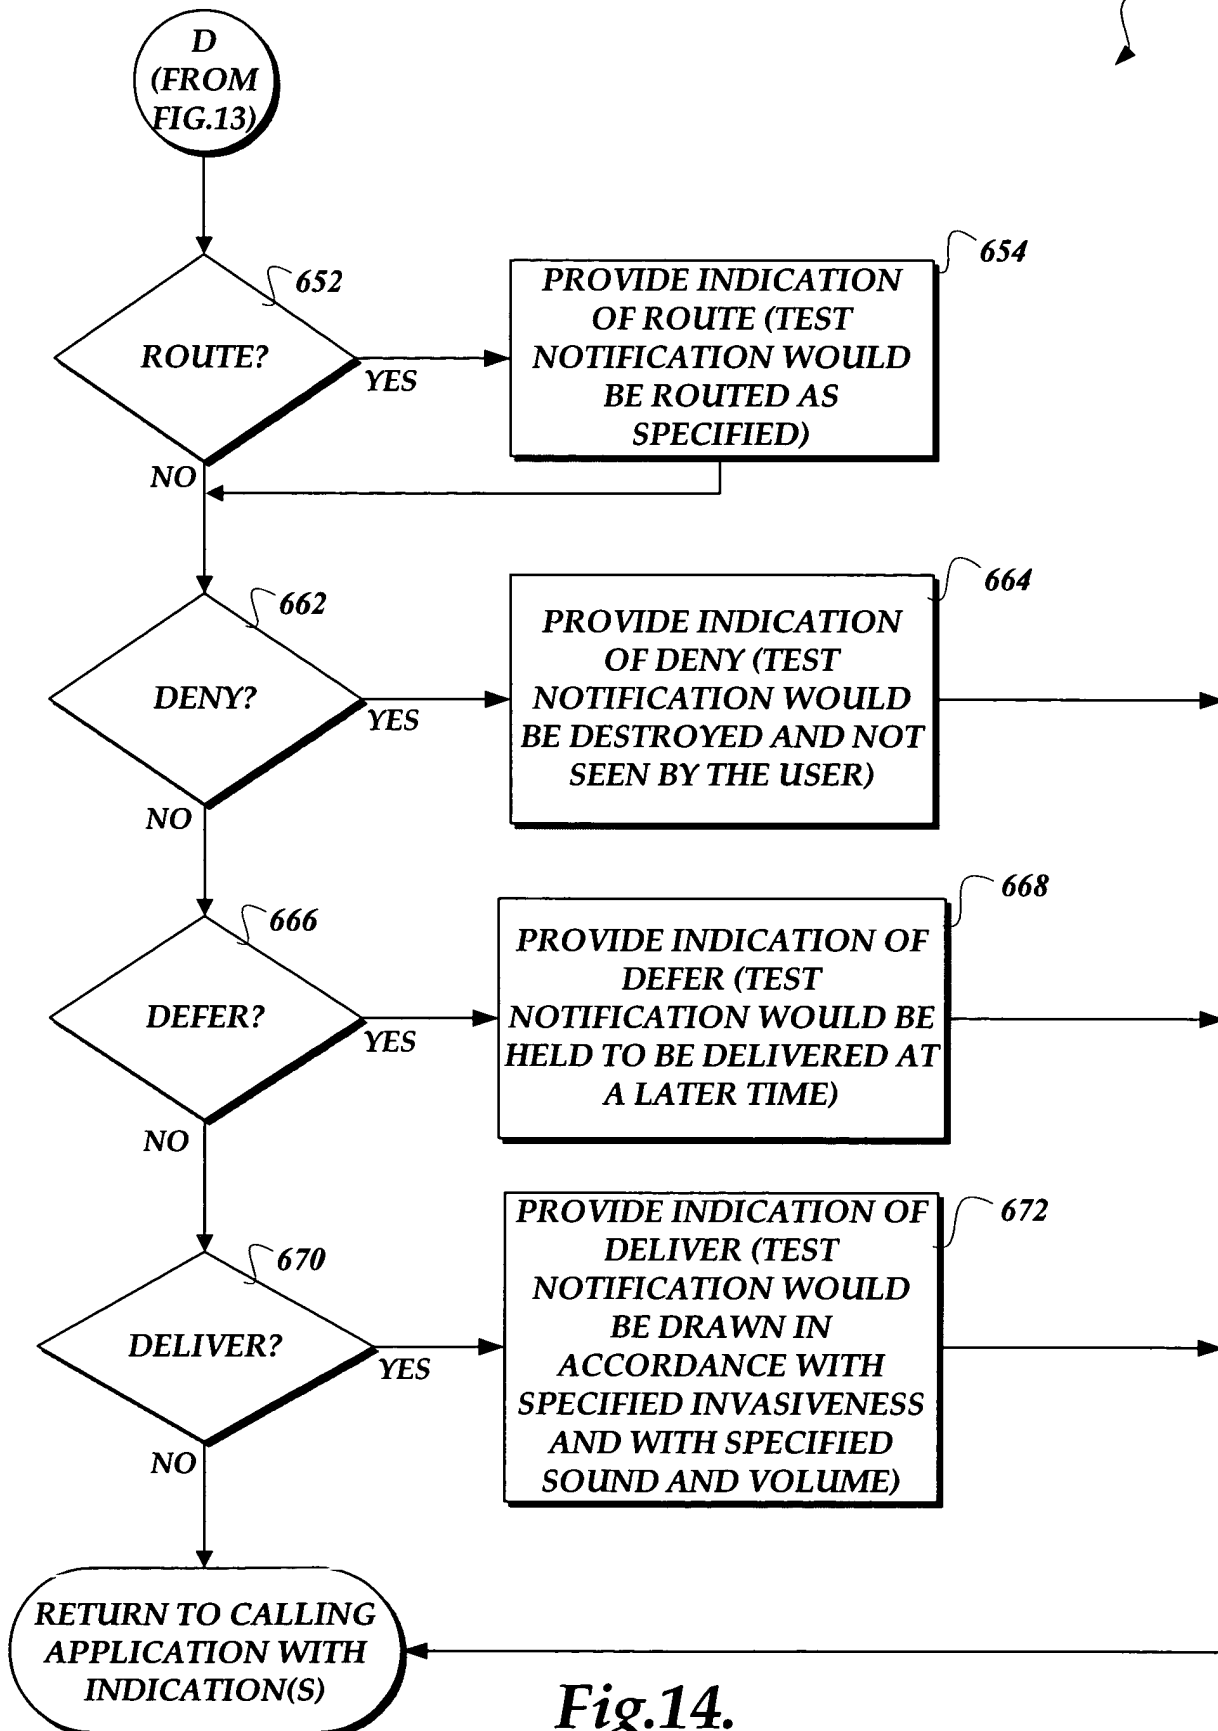 D
(FROM
FIG.13)
652
ROUTE?
YES
NO
654
PROVIDE INDICATION
OF ROUTE (TEST
NOTIFICATION WOULD
BE ROUTED AS
SPECIFIED)
662
DENY?
YES
NO
664
PROVIDE INDICATION
OF DENY (TEST
NOTIFICATION WOULD
BE DESTROYED AND NOT
SEEN BY THE USER)
666
DEFER?
YES
NO
668
PROVIDE INDICATION OF
DEFER (TEST
NOTIFICATION WOULD BE
HELD TO BE DELIVERED AT
A LATER TIME)
670
DELIVER?
YES
NO
672
PROVIDE INDICATION OF
DELIVER (TEST
NOTIFICATION WOULD
BE DRAWN IN
ACCORDANCE WITH
SPECIFIED INVASIVENESS
AND WITH SPECIFIED
SOUND AND VOLUME)
RETURN TO CALLING
APPLICATION WITH
INDICATION(S)
Fig.14.